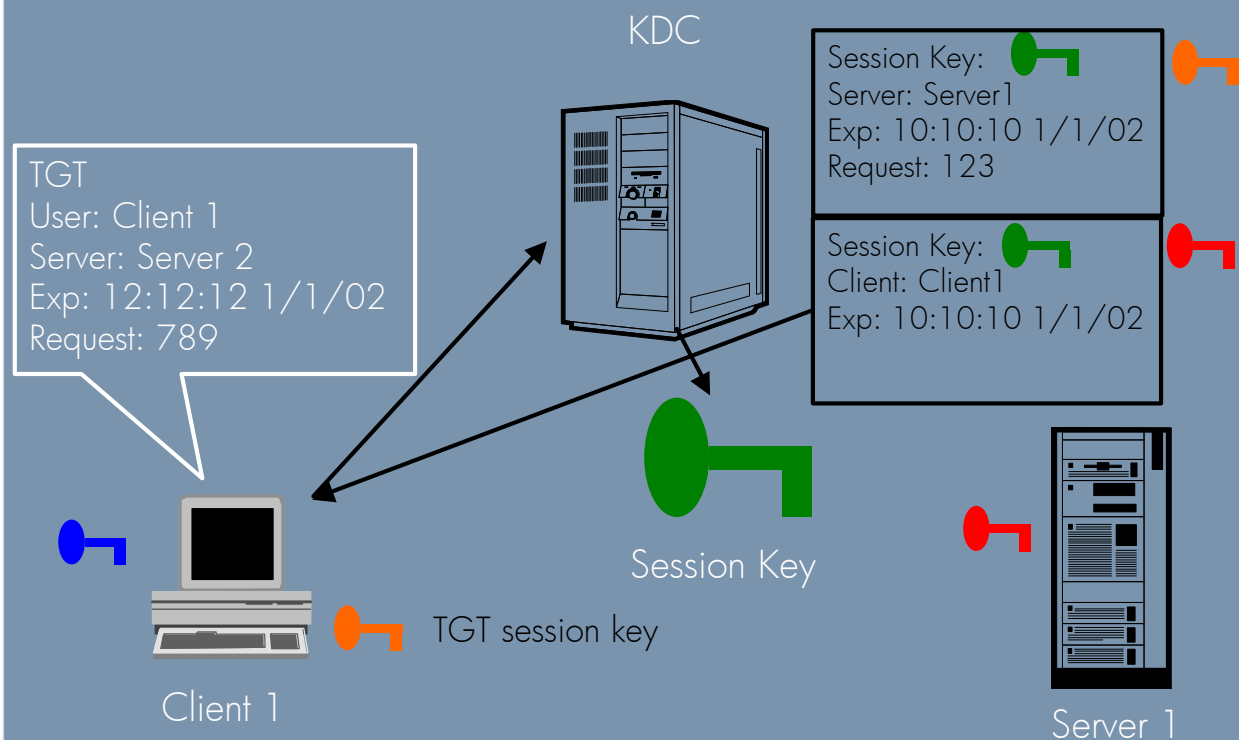 KDC
Session Key:
Server: Server1
Exp: 10:10:10 1/1/02
Request: 123
TGT
User: Client 1
Server: Server 2
Exp: 12:12:12 1/1/02
Request: 789
Session Key:
Client: Client1
Exp: 10:10:10 1/1/02
Session Key
TGT session key
Client 1
Server 1